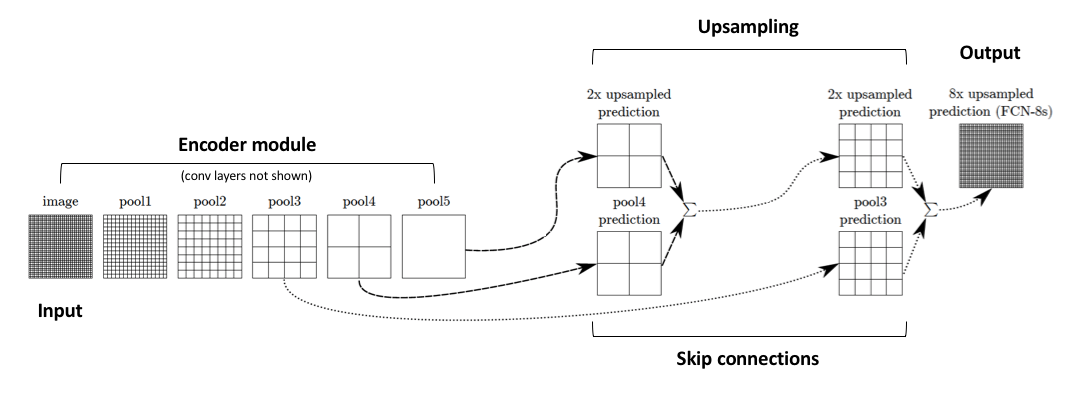 Upsampling
Output
2x upsampled
prediction
2x upsampled
prediction
8x upsampled
prediction (FCN-8s)
Encoder module
(conv layers not shown)
image
pool1
pool2
pool3
pool4
pool5
pool4
prediction
Σ
pool3
prediction
Σ
Input
Skip connections